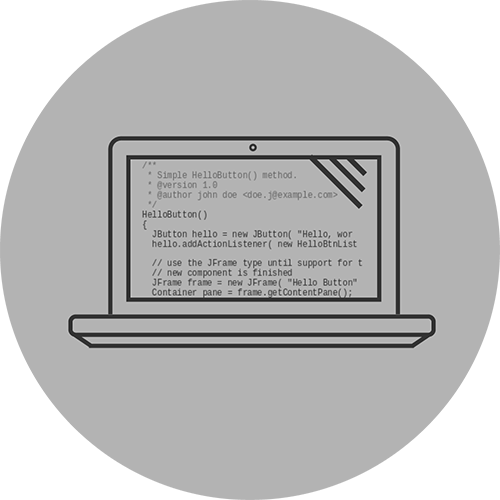 /**
 * Simple HelloButton() method.
 * @version 1.0
 * @author john doe <doe.j@example.com>
 */
HelloButton()
{
  JButton hello = new JButton( "Hello, wor
  hello.addActionListener( new HelloBtnList

  // use the JFrame type until support for t
  // new component is finished
  JFrame frame = new JFrame( "Hello Button"
  Container pane = frame.getContentPane();